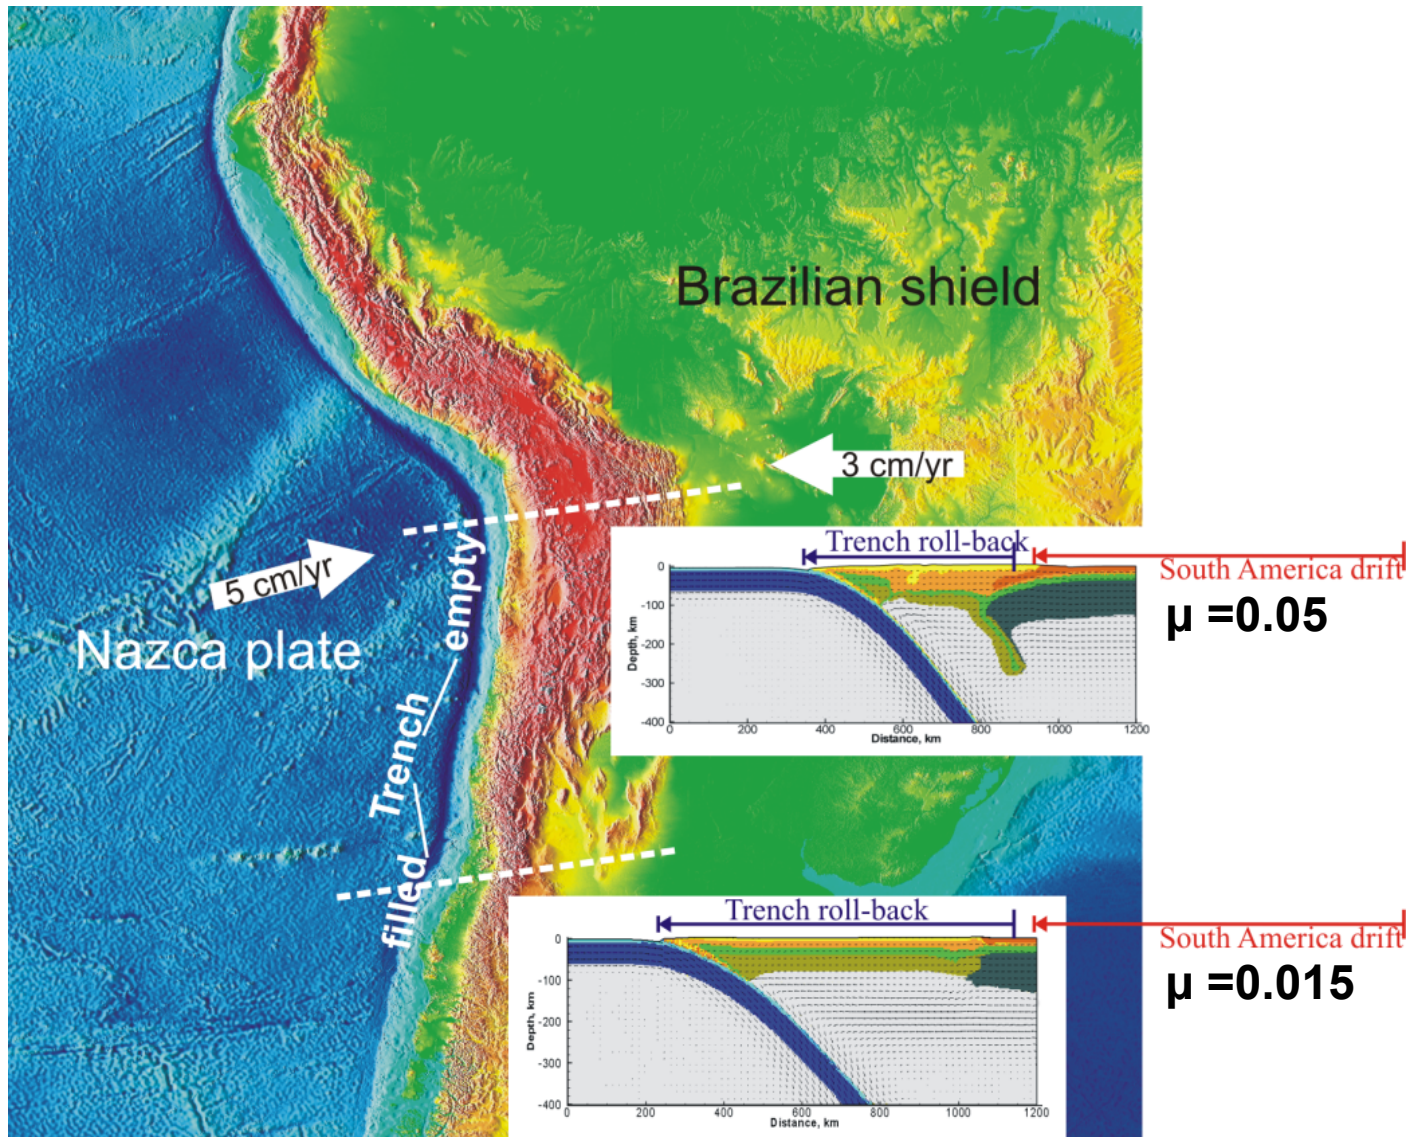 Brazilian shield
3 cm/yr
5 cm/yr
Nazca plate
empty
Trench
filled
Trench roll-back
South America drift
μ =0.05
0
-100
-200
-300
-400
Depth, km
0 200 400 600 800 1000 1200
Distance, km
Trench roll-back
South America drift
μ =0.015
0
-100
-200
-300
-400
Depth, km
0 200 400 600 800 1000 1200
Distance, km